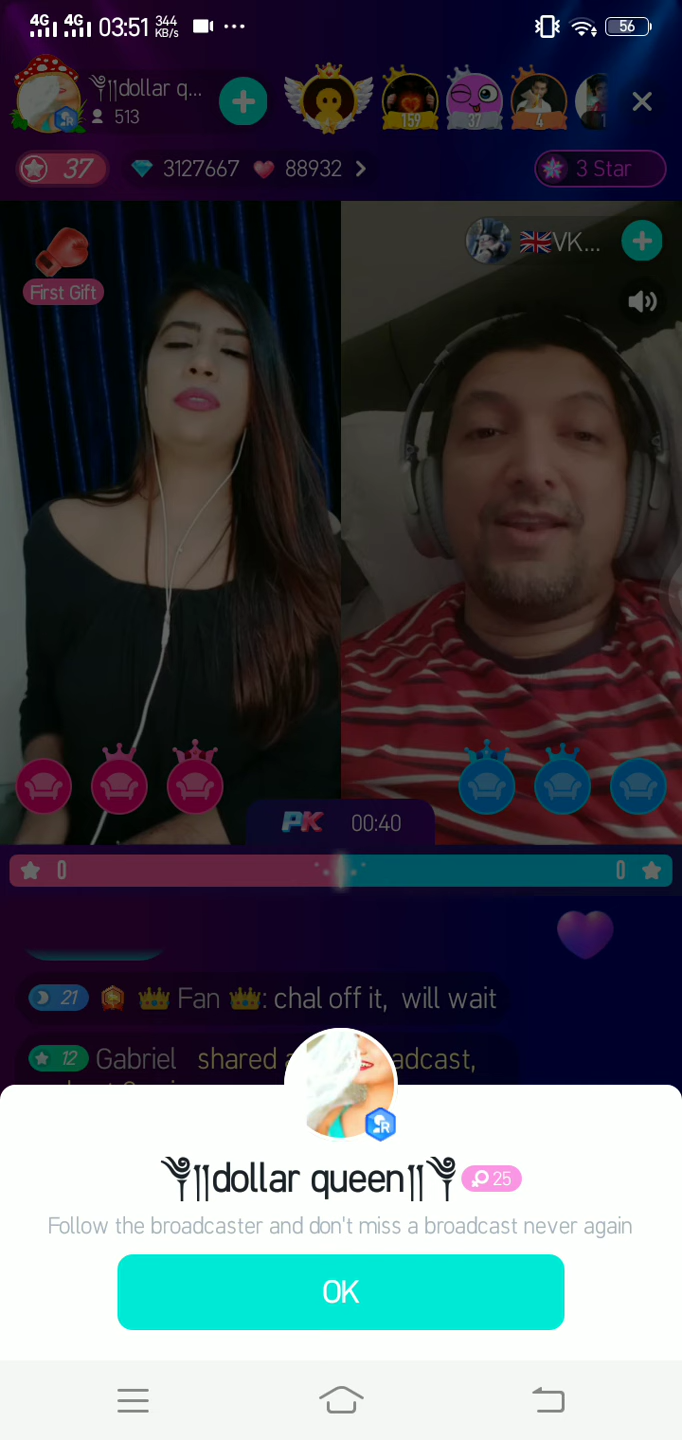 4G 4G 03:51 344 KB/s ... 56
dollar q...
513
159 37 4 1
37 3127667 88932 3 Star
First Gift
VK...
PK 00:40
0 0
21 Fan : chal off it, will wait
12 Gabriel shared a adcast,
dollar queen 25
Follow the broadcaster and don't miss a broadcast never again
OK